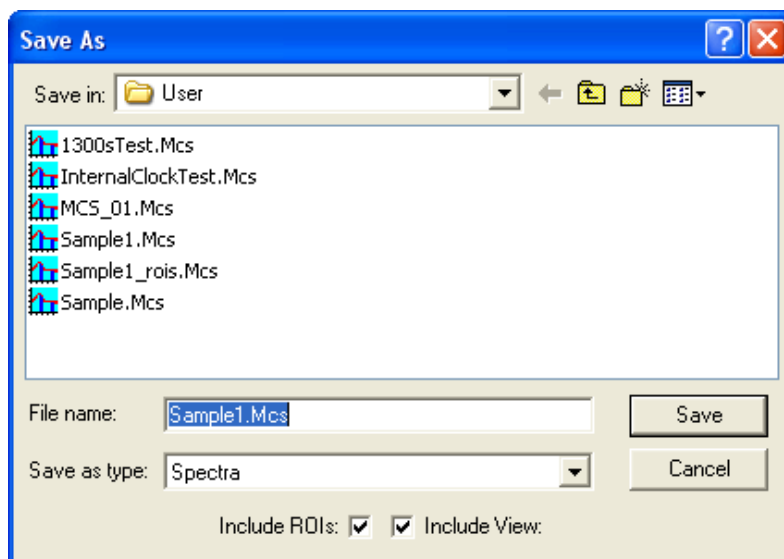 Save As
Save in: User
1300sTest.Mcs
InternalClockTest.Mcs
MCS_01.Mcs
Sample1.Mcs
Sample1_rois.Mcs
Sample.Mcs
File name: Sample1.Mcs Save
Save as type: Spectra Cancel
Include ROIs: Include View: